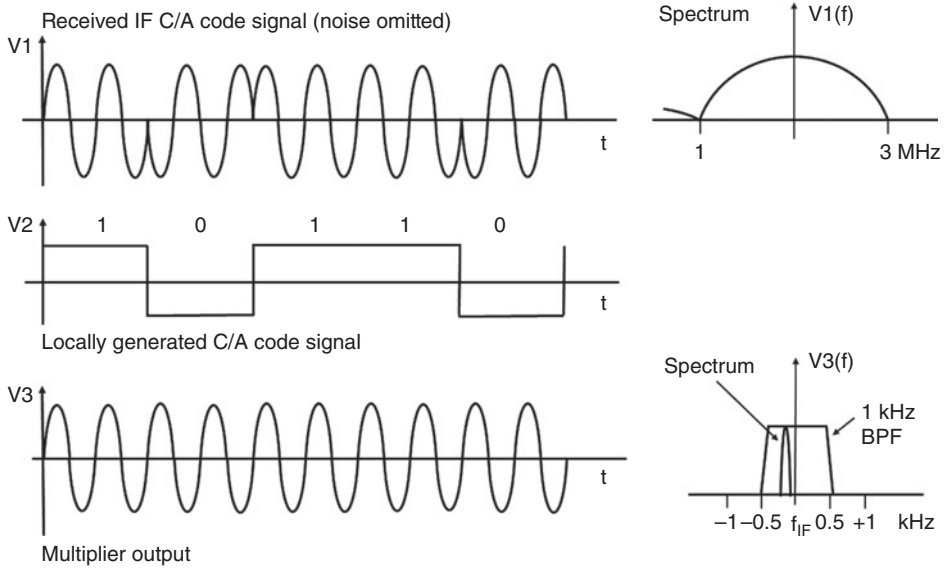 Received IF C/A code signal (noise omitted)
V1
t
Spectrum
V1(f)
1
3 MHz
V2
1 0 1 1 0
t
Locally generated C/A code signal
V3
t
Multiplier output
Spectrum
V3(f)
1 kHz
BPF
–1 –0.5 fIF 0.5 +1 kHz